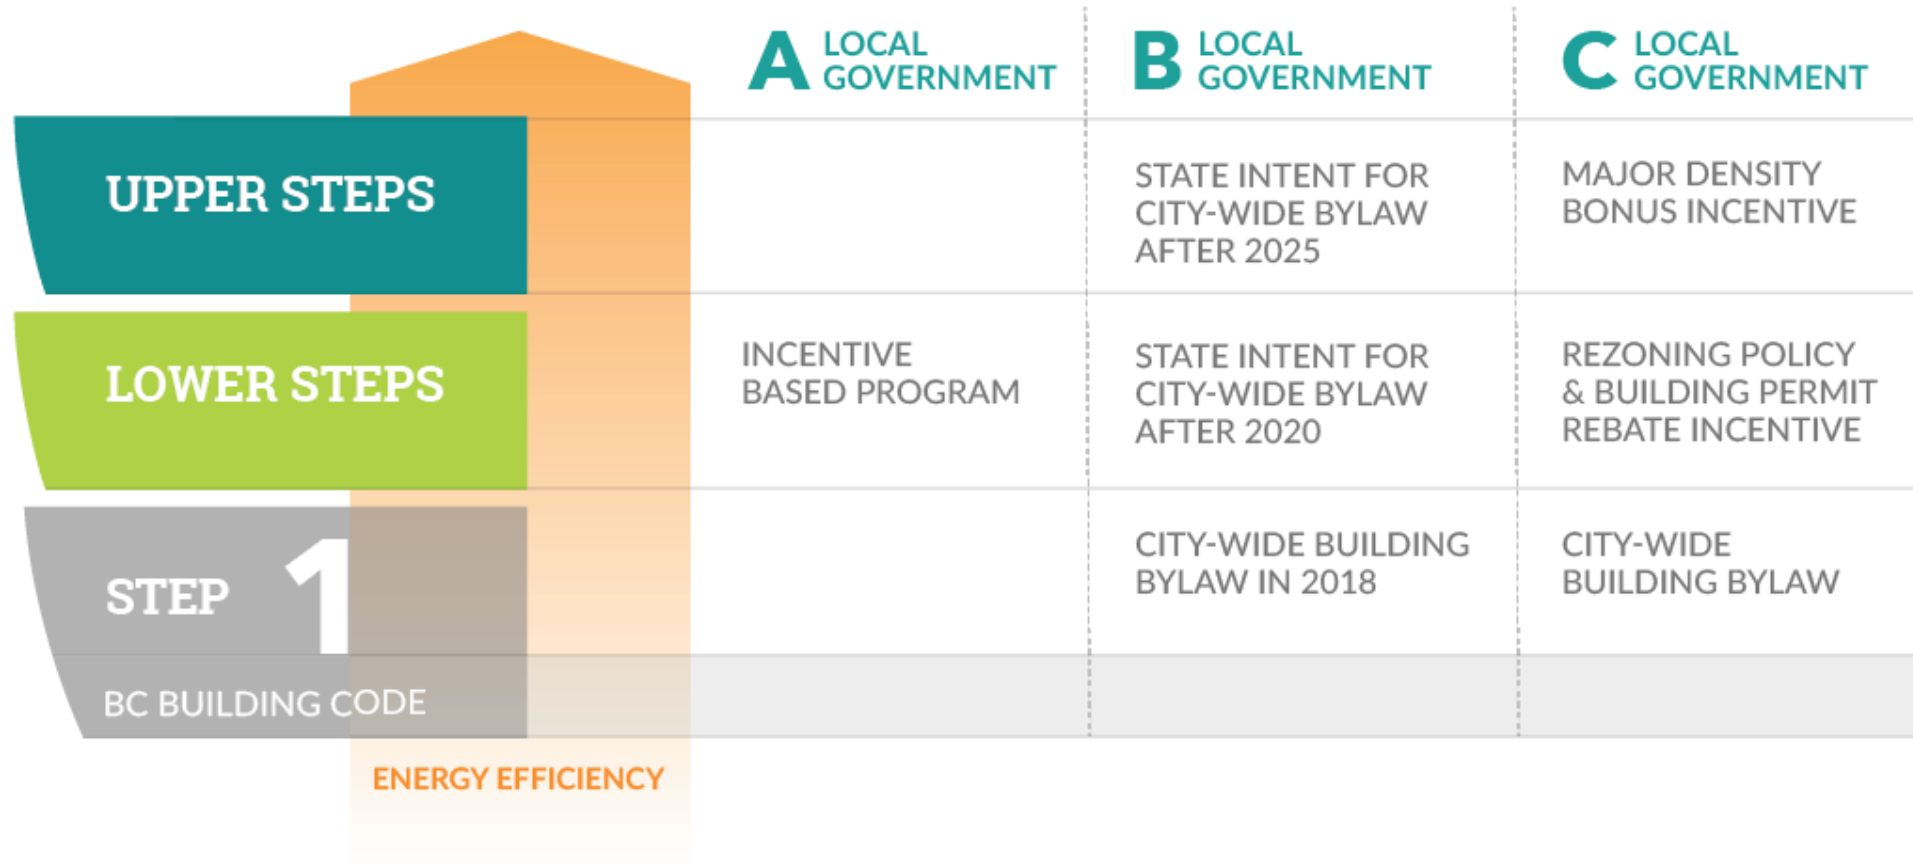 A LOCAL GOVERNMENT
B LOCAL GOVERNMENT
C LOCAL GOVERNMENT
UPPER STEPS
STATE INTENT FOR
CITY-WIDE BYLAW
AFTER 2025
MAJOR DENSITY
BONUS INCENTIVE
LOWER STEPS
INCENTIVE
BASED PROGRAM
STATE INTENT FOR
CITY-WIDE BYLAW
AFTER 2020
REZONING POLICY
& BUILDING PERMIT
REBATE INCENTIVE
STEP 1
CITY-WIDE BUILDING
BYLAW IN 2018
CITY-WIDE
BUILDING BYLAW
BC BUILDING CODE
ENERGY EFFICIENCY